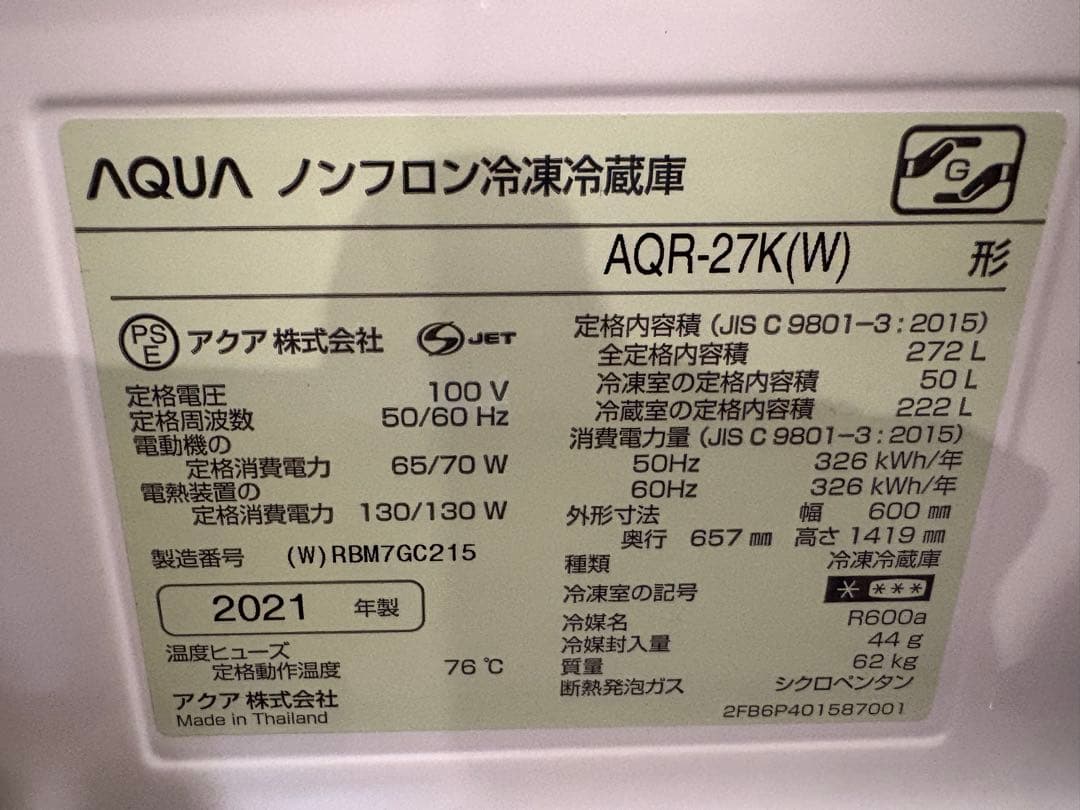 AQUA ノンフロン冷凍冷蔵庫
G
AQR-27K(W) 形
PSE アクア株式会社 S JET
定格電圧 100 V
定格周波数 50/60 Hz
電動機の
定格消費電力 65/70 W
電熱装置の
定格消費電力 130/130 W
製造番号 (W)RBM7GC215
2021 年製
温度ヒューズ
定格動作温度 76 ℃
アクア株式会社
Made in Thailand
定格内容積 (JIS C 9801-3:2015)
全定格内容積 272 L
冷凍室の定格内容積 50 L
冷蔵室の定格内容積 222 L
消費電力量 (JIS C 9801-3:2015)
50Hz 326 kWh/年
60Hz 326 kWh/年
外形寸法 幅 600 mm
奥行 657 mm 高さ 1419 mm
種類 冷凍冷蔵庫
冷凍室の記号 * ***
冷媒名 R600a
冷媒封入量 44 g
質量 62 kg
断熱発泡ガス シクロペンタン
2FB6P401587001